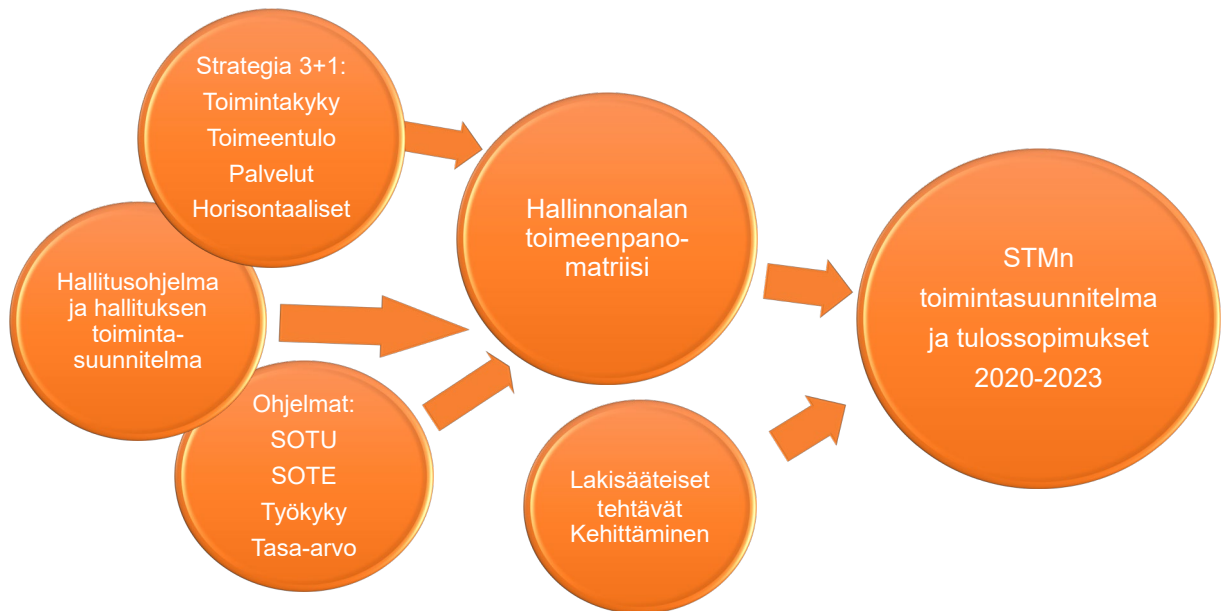 Strategia 3+1:
Toimintakyky
Toimeentulo
Palvelut
Horisontaaliset
Hallitusohjelma
ja hallituksen
toiminta-
suunnitelma
Ohjelmat:
SOTU
SOTE
Työkyky
Tasa-arvo
Hallinnonalan
toimeenpano-
matriisi
Lakisääteiset
tehtävät
Kehittäminen
STMn
toimintasuunnitelma
ja tulossopimukset
2020-2023